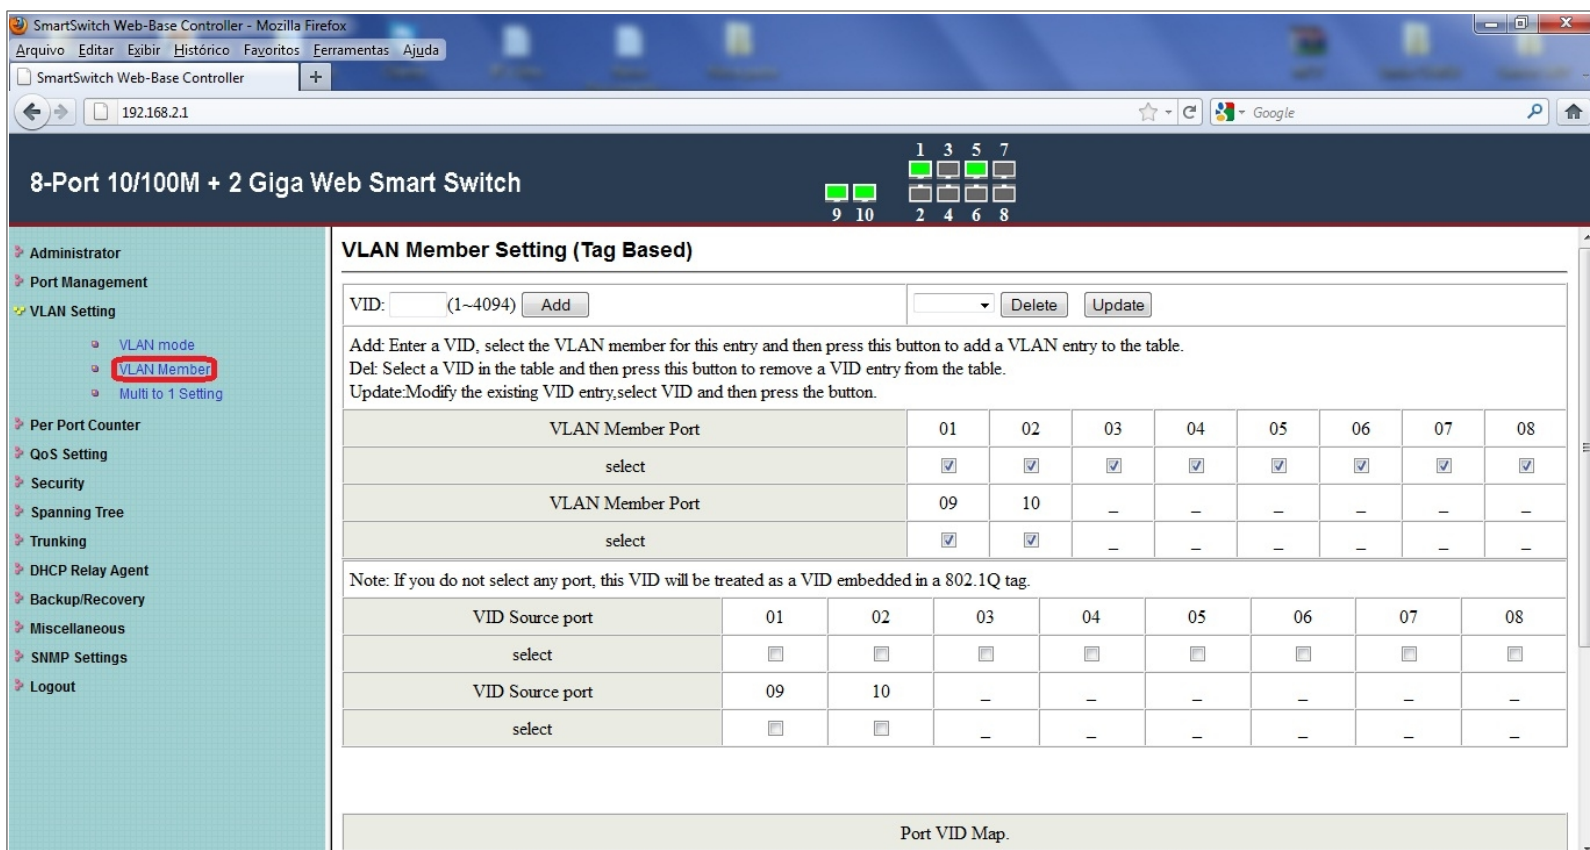 SmartSwitch Web-Base Controller - Mozilla Firefox
Arquivo Editar Exibir Histórico Favoritos Ferramentas Ajuda
SmartSwitch Web-Base Controller +
192.168.2.1 Google
8-Port 10/100M + 2 Giga Web Smart Switch
1 3 5 7
9 10 2 4 6 8
Administrator
Port Management
VLAN Setting
VLAN mode
VLAN Member
Multi to 1 Setting
Per Port Counter
QoS Setting
Security
Spanning Tree
Trunking
DHCP Relay Agent
Backup/Recovery
Miscellaneous
SNMP Settings
Logout
VLAN Member Setting (Tag Based)
VID: (1~4094) Add Delete Update
Add: Enter a VID, select the VLAN member for this entry and then press this button to add a VLAN entry to the table.
Del: Select a VID in the table and then press this button to remove a VID entry from the table.
Update:Modify the existing VID entry,select VID and then press the button.
VLAN Member Port 01 02 03 04 05 06 07 08
select
VLAN Member Port 09 10 _ _ _ _ _ _
select _ _ _ _ _ _
Note: If you do not select any port, this VID will be treated as a VID embedded in a 802.1Q tag.
VID Source port 01 02 03 04 05 06 07 08
select
VID Source port 09 10 _ _ _ _ _ _
select _ _ _ _ _ _
Port VID Map.